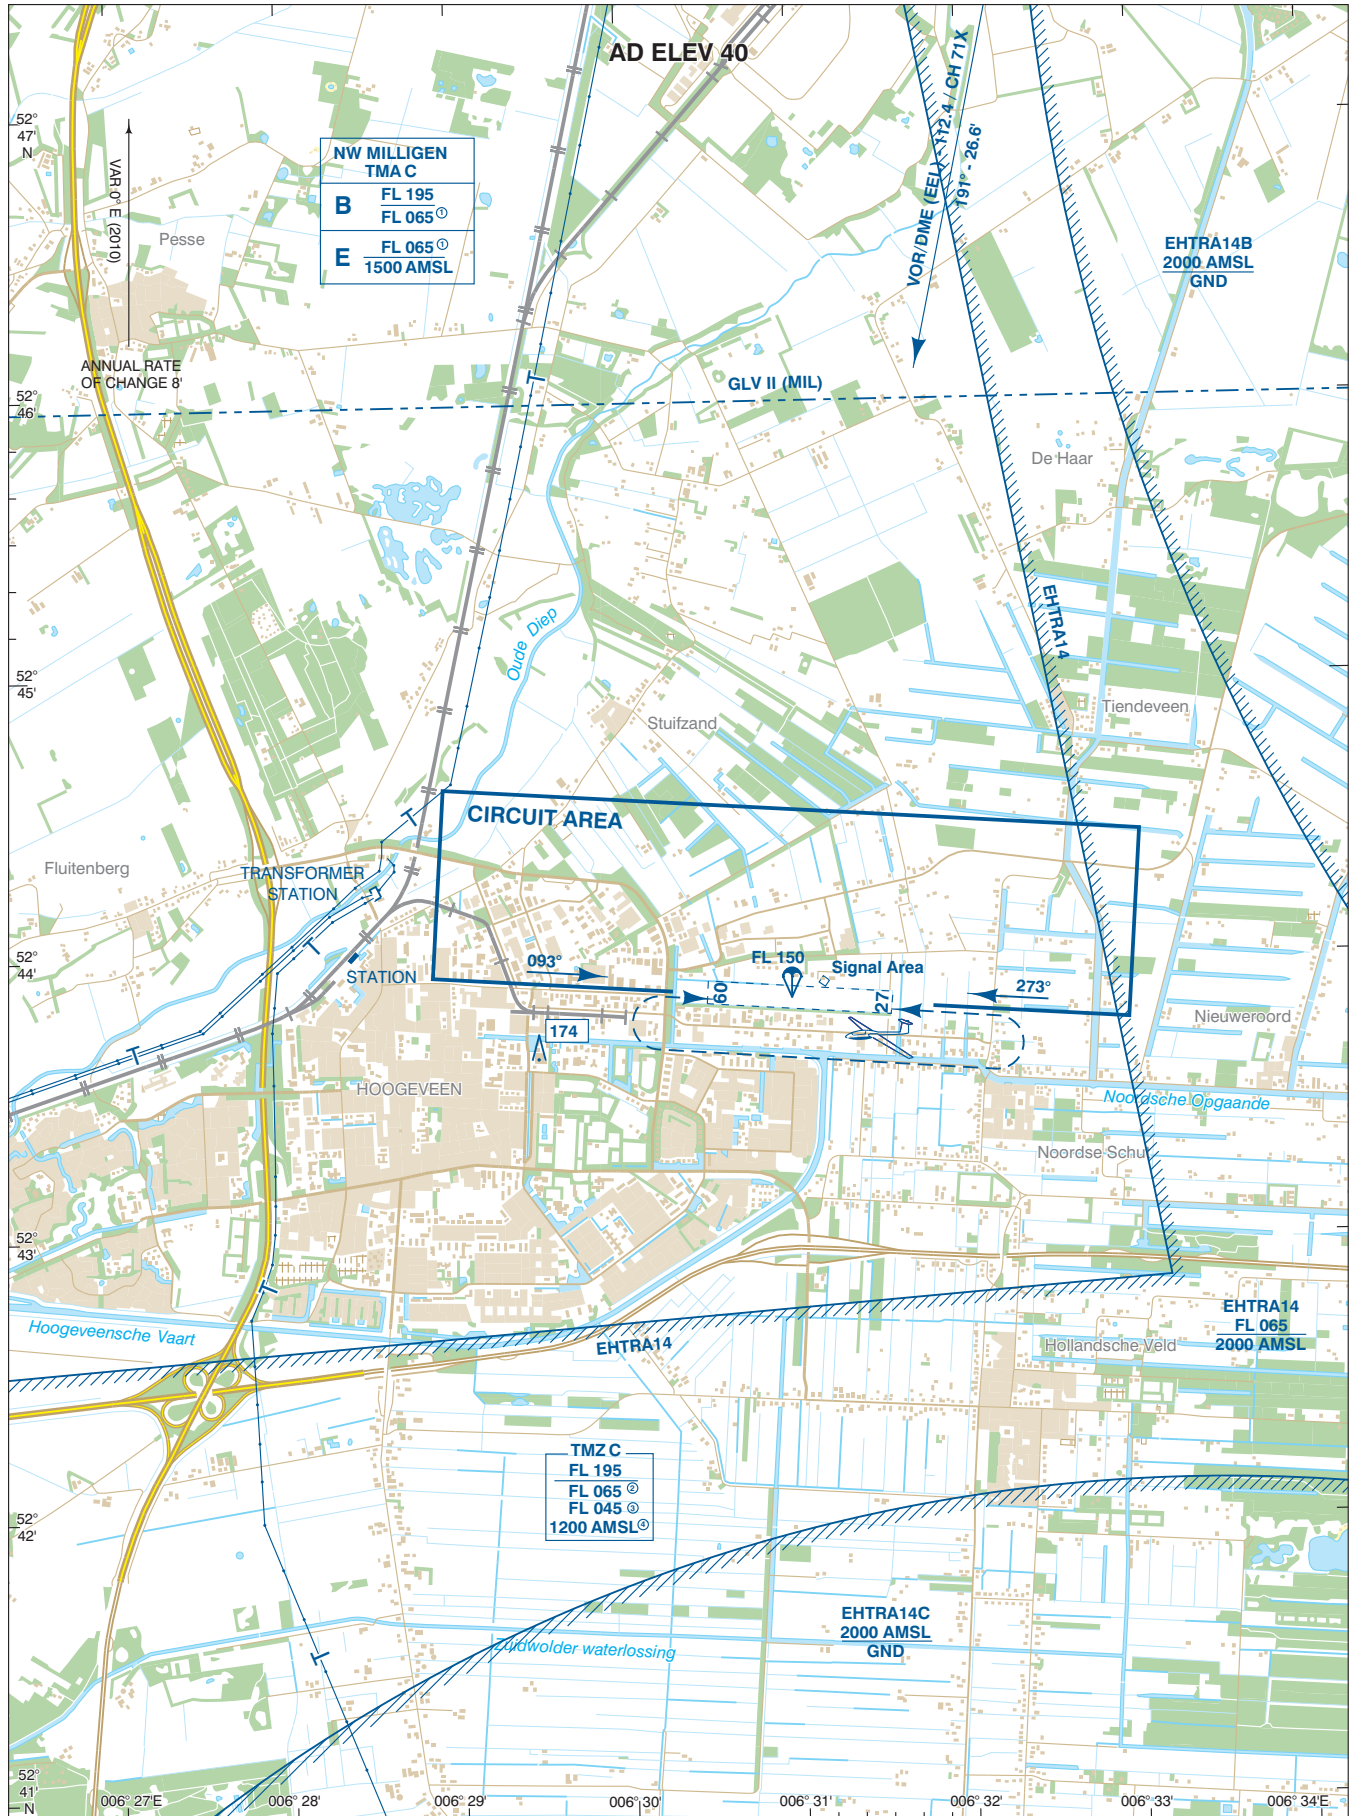 AD ELEV 40
52°
47'
N
VAR 0° E (2010)
ANNUAL RATE
OF CHANGE 8'
Pesse
NW MILLIGEN
TMA C
B FL 195
FL 065 ①
E FL 065 ①
1500 AMSL
VOR/DME (EEL) - 112.4 / CH 71X
191° - 26.6'
EHTRA14B
2000 AMSL
GND
52°
46'
GLV II (MIL)
De Haar
EHTRA14
Oude Diep
52°
45'
Stuifzand
Tiendeveen
CIRCUIT AREA
Fluitenberg
TRANSFORMER
STATION
52°
44'
STATION
093°
FL 150
Signal Area
273°
09
27
174
Nieuweroord
HOOGEVEEN
Noordsche Opgaande
Noordse Schu
52°
43'
Hoogeveensche Vaart
EHTRA14
EHTRA14
FL 065
2000 AMSL
Hollandsche Veld
TMZ C
FL 195
FL 065 ②
FL 045 ③
1200 AMSL ④
52°
42'
EHTRA14C
2000 AMSL
GND
Zuidwolder waterlossing
52°
41'
N
006° 27'E
006° 28'
006° 29'
006° 30'
006° 31'
006° 32
006° 33'
006° 34'E